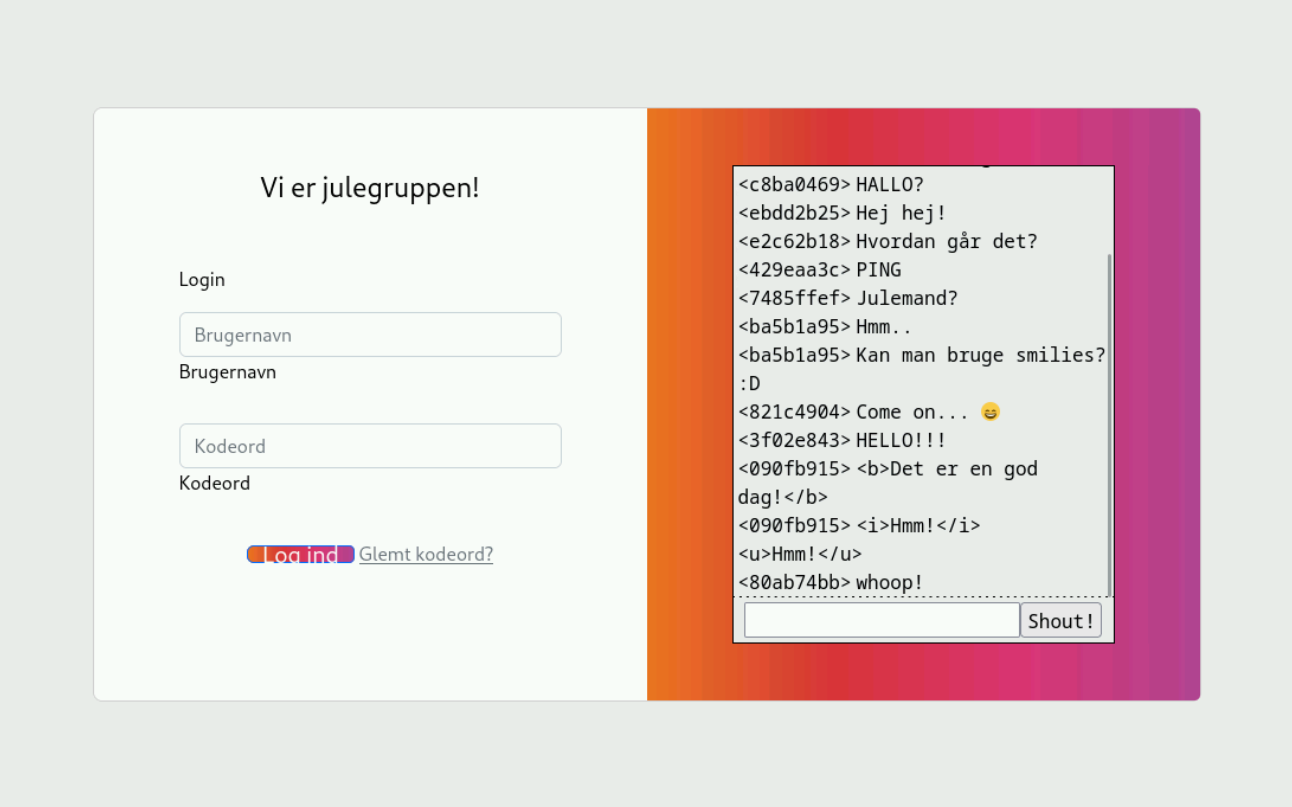 Vi er julegruppen!
Login
Brugernavn
Brugernavn
Kodeord
Kodeord
Log ind Glemt kodeord?
<c8ba0469> HALLO?
<ebdd2b25> Hej hej!
<e2c62b18> Hvordan går det?
<429eaa3c> PING
<7485ffef> Julemand?
<ba5b1a95> Hmm..
<ba5b1a95> Kan man bruge smilies?
:D
<821c4904> Come on... 😄
<3f02e843> HELLO!!!
<090fb915> <b>Det er en god
dag!</b>
<090fb915> <i>Hmm!</i>
<u>Hmm!</u>
<80ab74bb> whoop!
Shout!